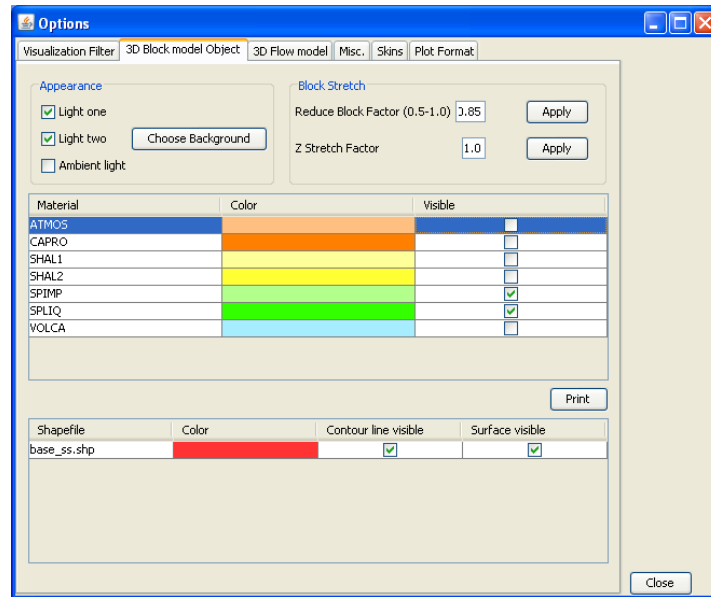 Options
Visualization Filter 3D Block model Object 3D Flow model Misc. Skins Plot Format
Appearance
Light one
Light two Choose Background
Ambient light
Block Stretch
Reduce Block Factor (0.5-1.0) 0.85 Apply
Z Stretch Factor 1.0 Apply
Material Color Visible
ATMOS
CAPRO
SHAL1
SHAL2
SPIMP
SPLIQ
VOLCA
Print
Shapefile Color Contour line visible Surface visible
base_ss.shp
Close